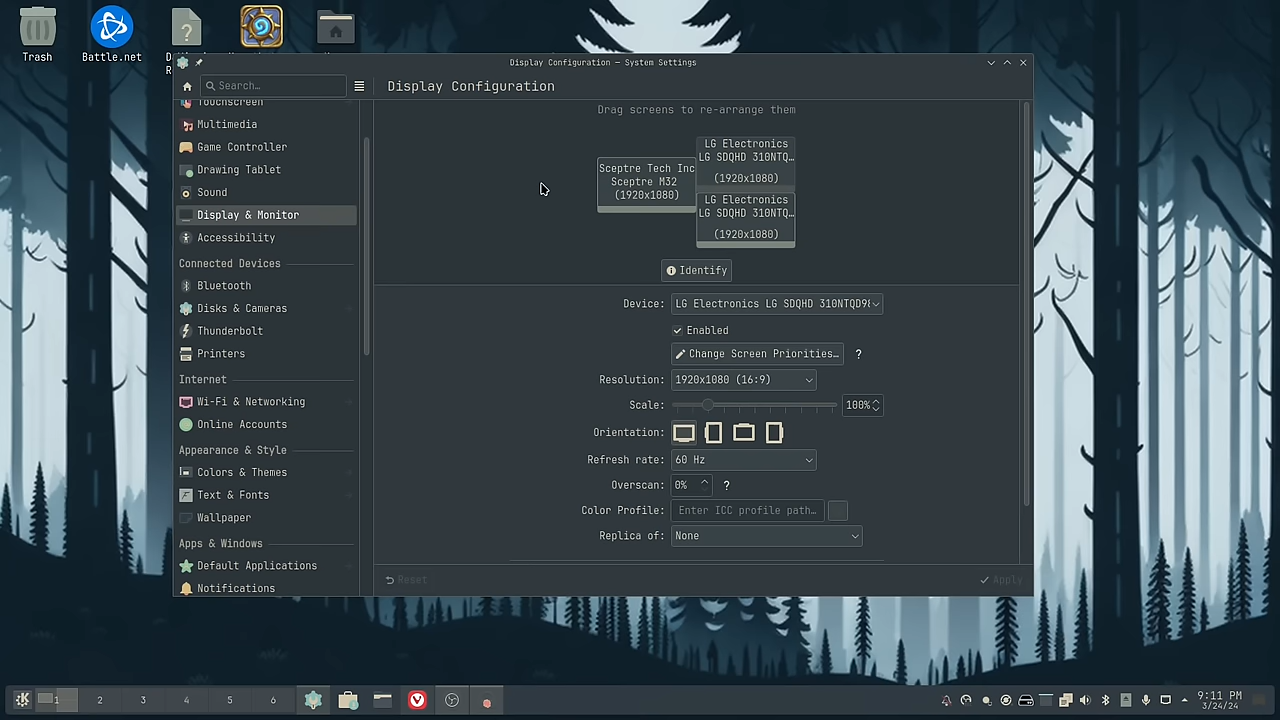 Trash
Battle.net
Display Configuration — System Settings
Search…
Display Configuration
Touchscreen
Multimedia
Game Controller
Drawing Tablet
Sound
Display & Monitor
Accessibility
Connected Devices
Bluetooth
Disks & Cameras
Thunderbolt
Printers
Internet
Wi-Fi & Networking
Online Accounts
Appearance & Style
Colors & Themes
Text & Fonts
Wallpaper
Apps & Windows
Default Applications
Notifications
Drag screens to re-arrange them
Sceptre Tech Inc
Sceptre M32
(1920x1080)
LG Electronics
LG SDQHD 310NTQ…
(1920x1080)
LG Electronics
LG SDQHD 310NTQ…
(1920x1080)
Identify
Device: LG Electronics LG SDQHD 310NTQD9
Enabled
Change Screen Priorities… ?
Resolution: 1920x1080 (16:9)
Scale: 100%
Orientation:
Refresh rate: 60 Hz
Overscan: 0% ?
Color Profile: Enter ICC profile path…
Replica of: None
Reset
Apply
1 2 3 4 5 6
9:11 PM
3/24/24